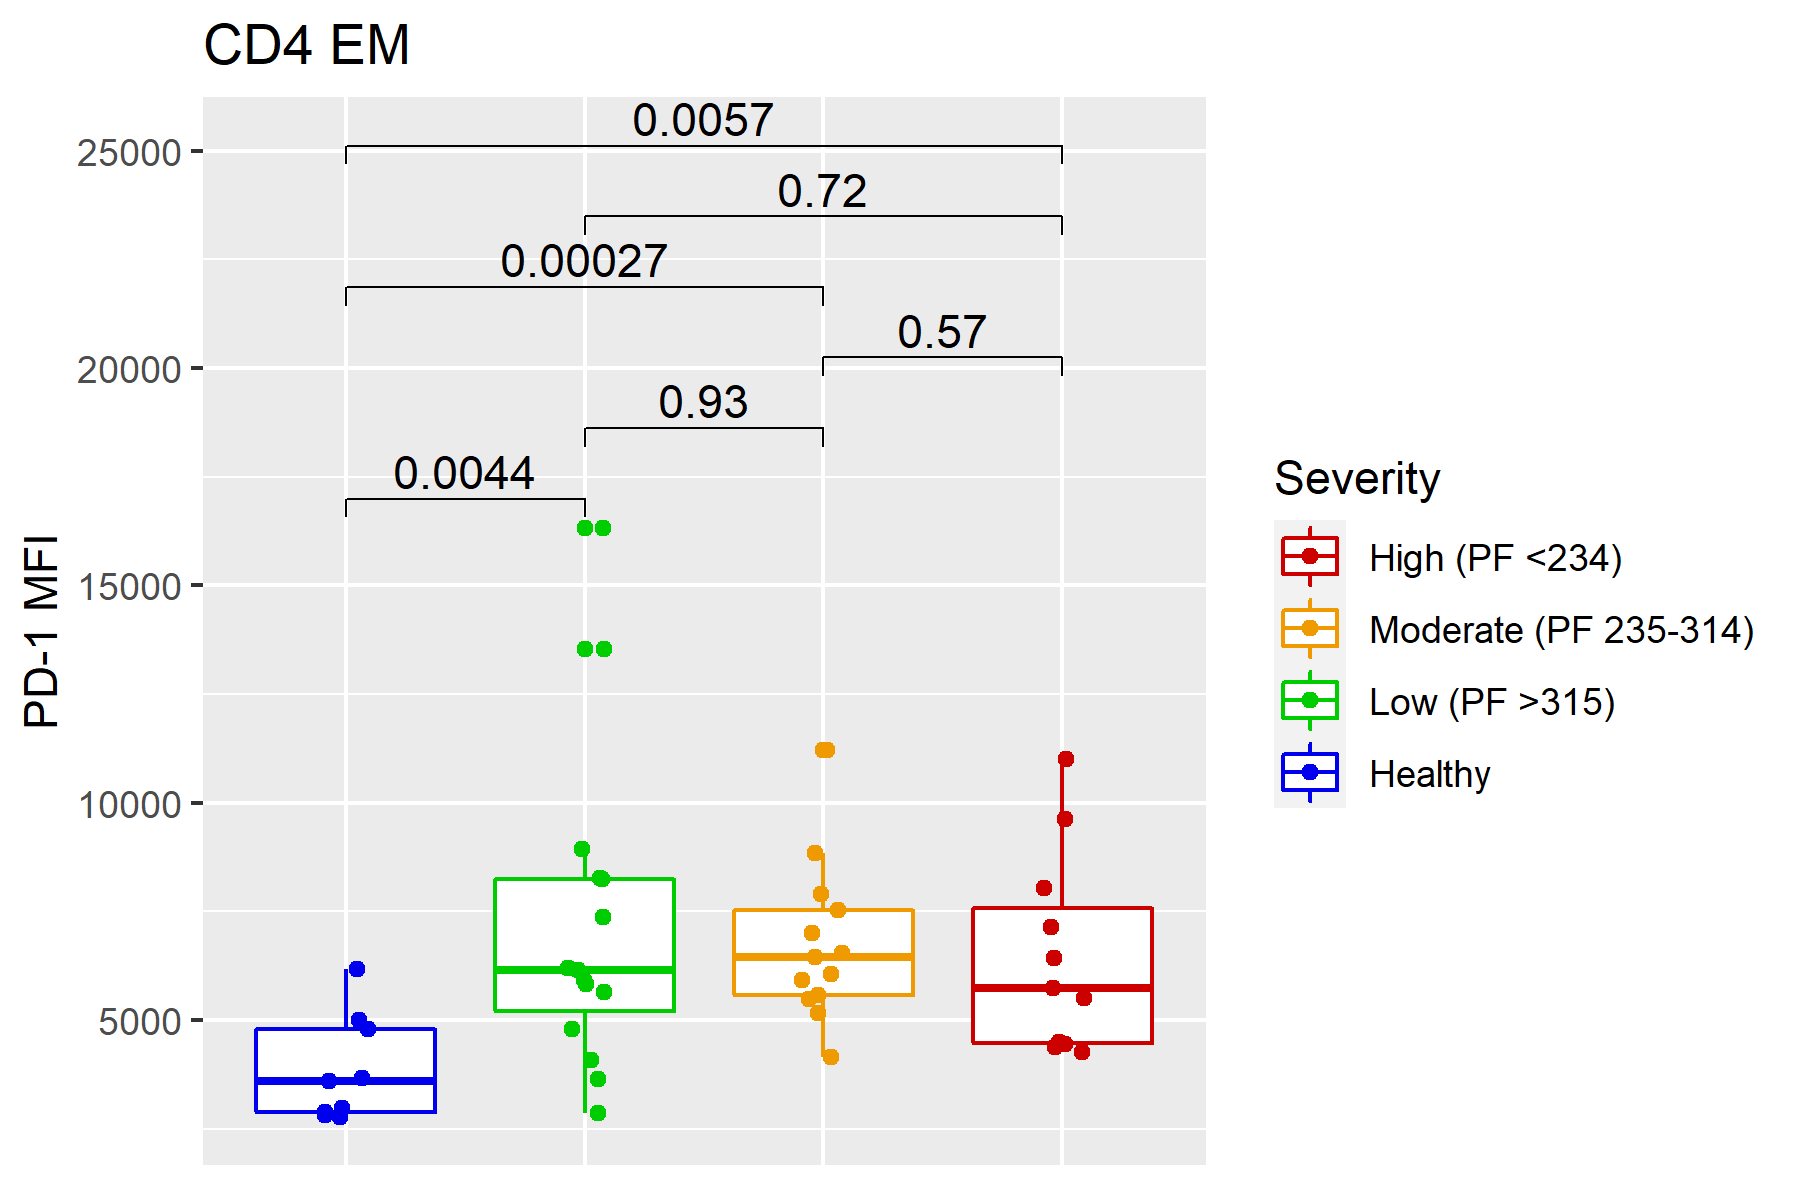 CD4 EM
0.0057
25000
0.72
0.00027
0.57
20000
0.93
0.0044
15000
10000
5000
PD-1 MFI
Severity
High (PF <234)
Moderate (PF 235-314)
Low (PF >315)
Healthy